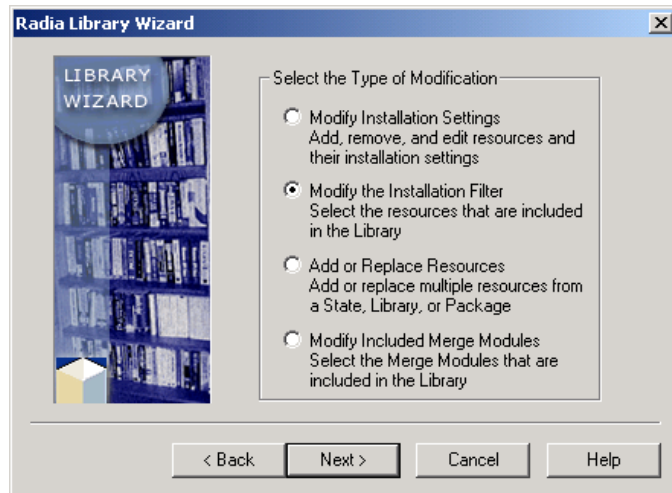 Radia Library Wizard
LIBRARY
WIZARD
Select the Type of Modification
Modify Installation Settings
Add, remove, and edit resources and
their installation settings
Modify the Installation Filter
Select the resources that are included
in the Library
Add or Replace Resources
Add or replace multiple resources from
a State, Library, or Package
Modify Included Merge Modules
Select the Merge Modules that are
included in the Library
< Back
Next >
Cancel
Help